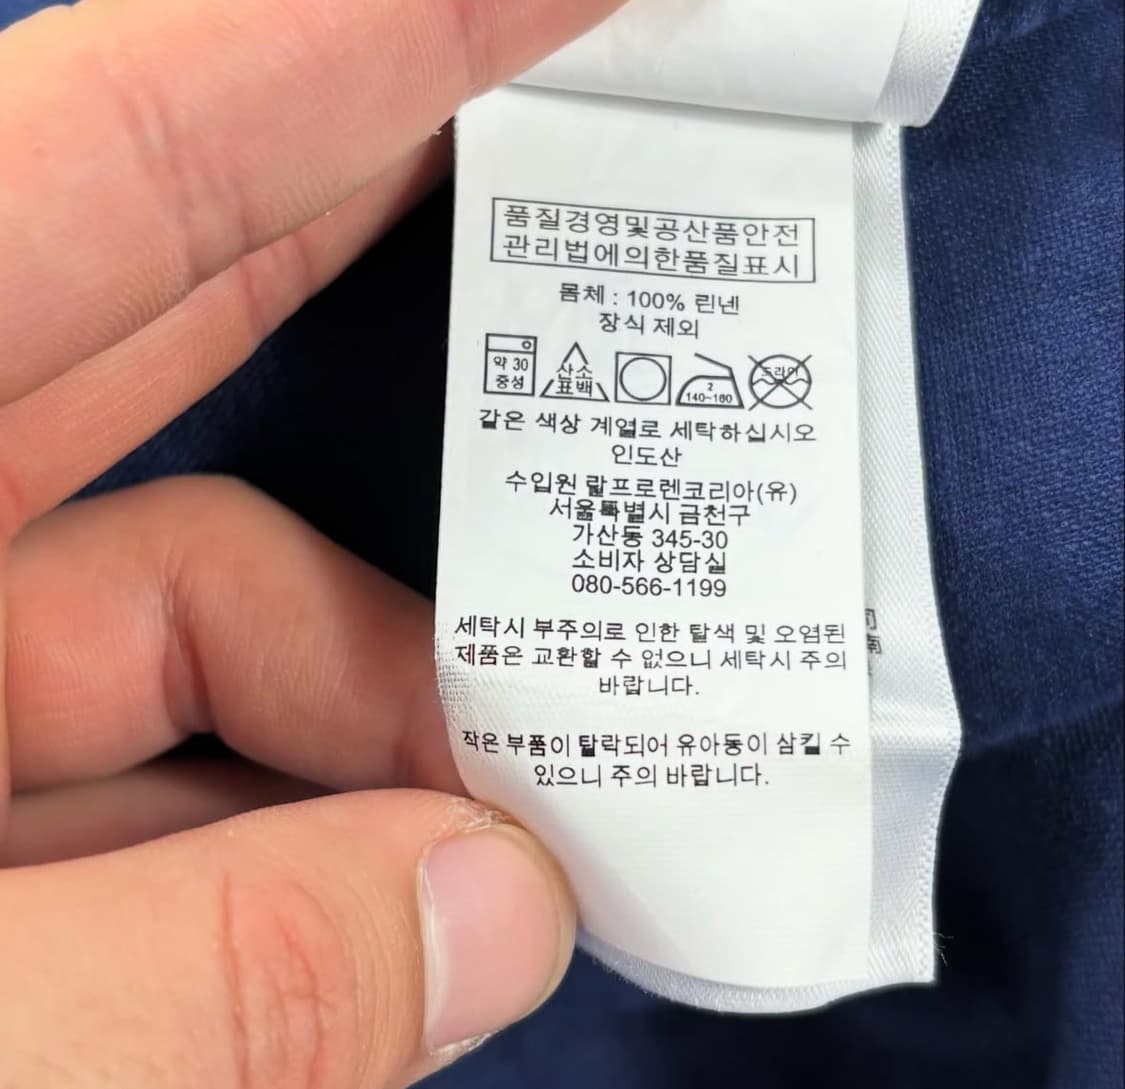 품질경영및공산품안전
관리법에의한품질표시
몸체 : 100% 린넨
장식 제외
약 30
중성
산소
표백
2
140~160
드라이
같은 색상 계열로 세탁하십시오
인도산
수입원 랄프로렌코리아(유)
서울특별시 금천구
가산동 345-30
소비자 상담실
080-566-1199
세탁시 부주의로 인한 탈색 및 오염된
제품은 교환할 수 없으니 세탁시 주의
바랍니다.
작은 부품이 탈락되어 유아동이 삼킬 수
있으니 주의 바랍니다.
司
南